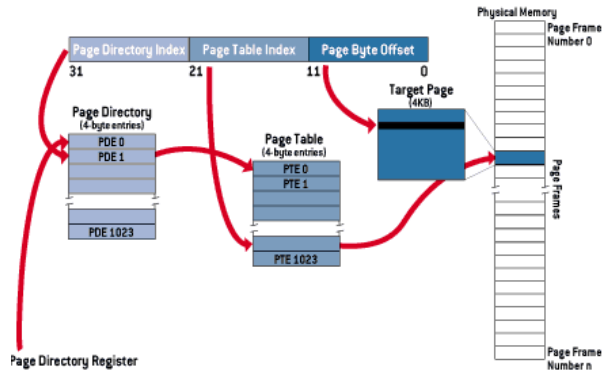 Physical Memory
Page Frame
Number 0
Page Directory Index
Page Table Index
Page Byte Offset
31
21
11
0
Target Page
(4KB)
Page Directory
(4-byte entries)
PDE 0
PDE 1
PDE 1023
Page Table
(4-byte entries)
PTE 0
PTE 1
PTE 1023
Page Frames
Page Directory Register
Page Frame
Number n